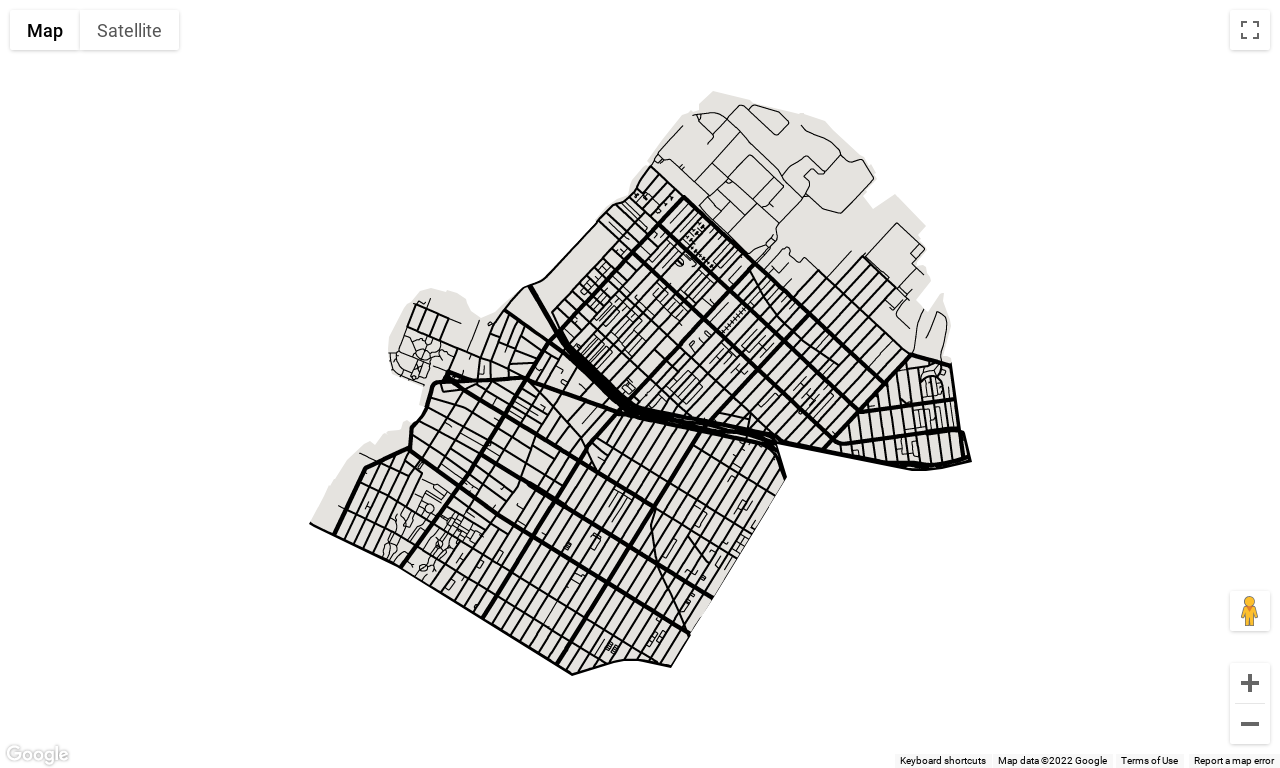 Map
Satellite
Google
Keyboard shortcuts
Map data ©2022 Google
Terms of Use
Report a map error